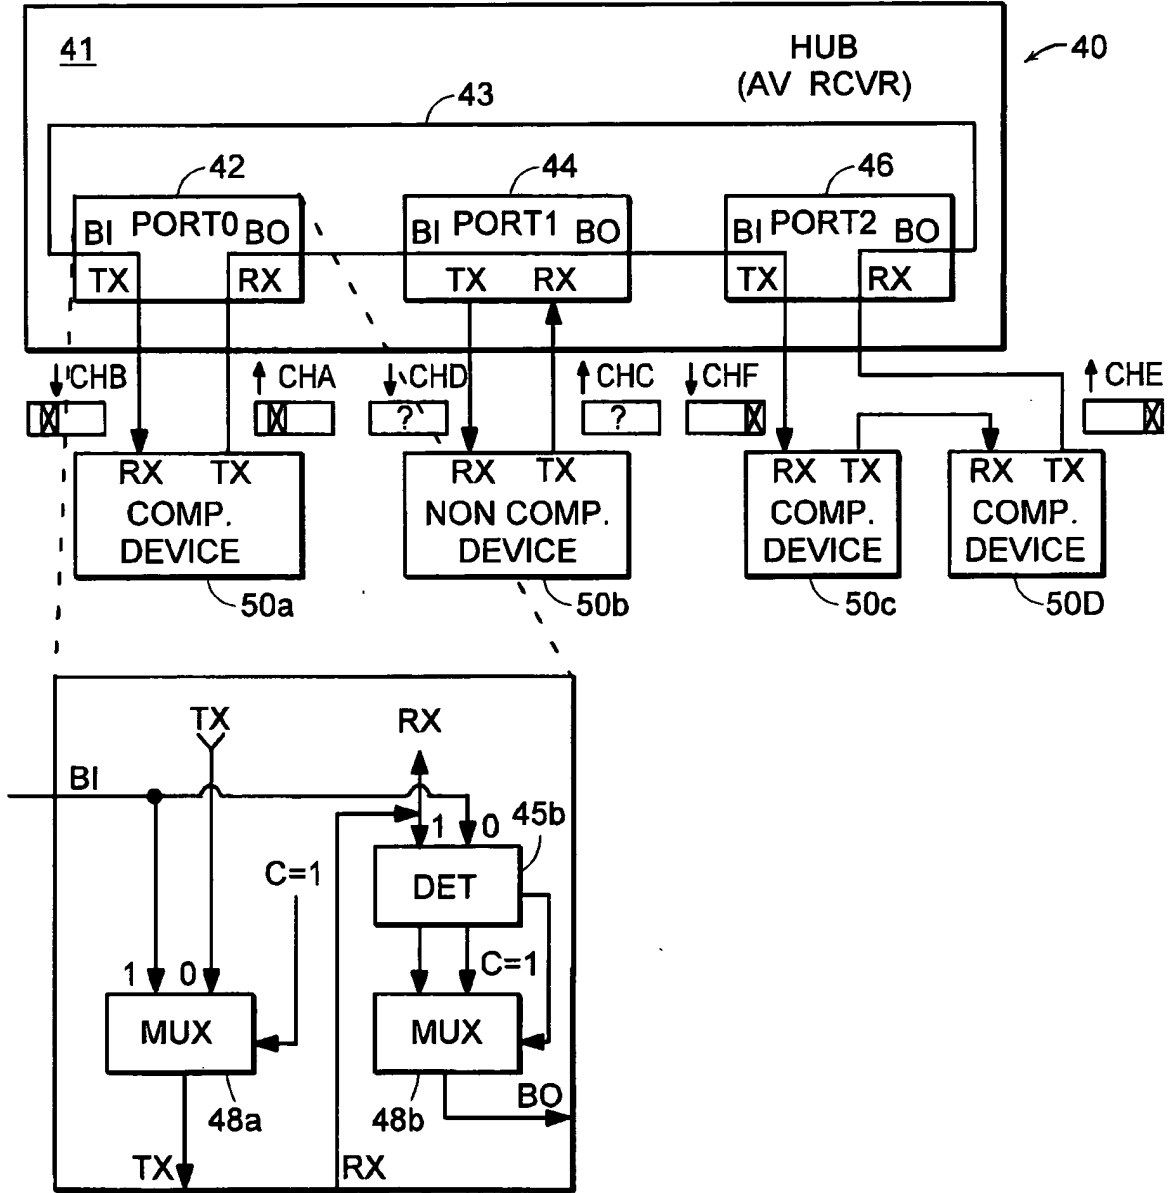 41
HUB
(AV RCVR)
40
43
42
44
46
BI PORT0 BO
BI PORT1 BO
BI PORT2 BO
TX RX
TX RX
TX RX
CHB
CHA
CHD
CHC
CHF
CHE
X
X
?
?
X
X
RX TX
COMP.
DEVICE
RX TX
NON COMP.
DEVICE
RX TX
COMP.
DEVICE
RX TX
COMP.
DEVICE
50a
50b
50c
50D
TX
RX
BI
45b
1 0
C=1
DET
1 0
C=1
MUX
MUX
48a
48b
BO
TX
RX